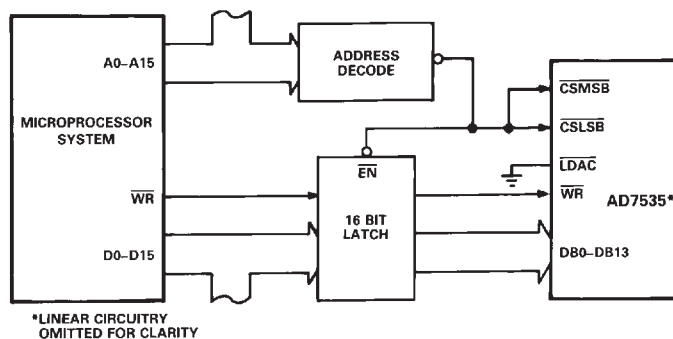 A0–A15
ADDRESS
DECODE
MICROPROCESSOR
SYSTEM
CSMSB
CSLSB
LDAC
EN
WR
16 BIT
LATCH
WR
AD7535*
D0–D15
DB0–DB13
*LINEAR CIRCUITRY
OMITTED FOR CLARITY